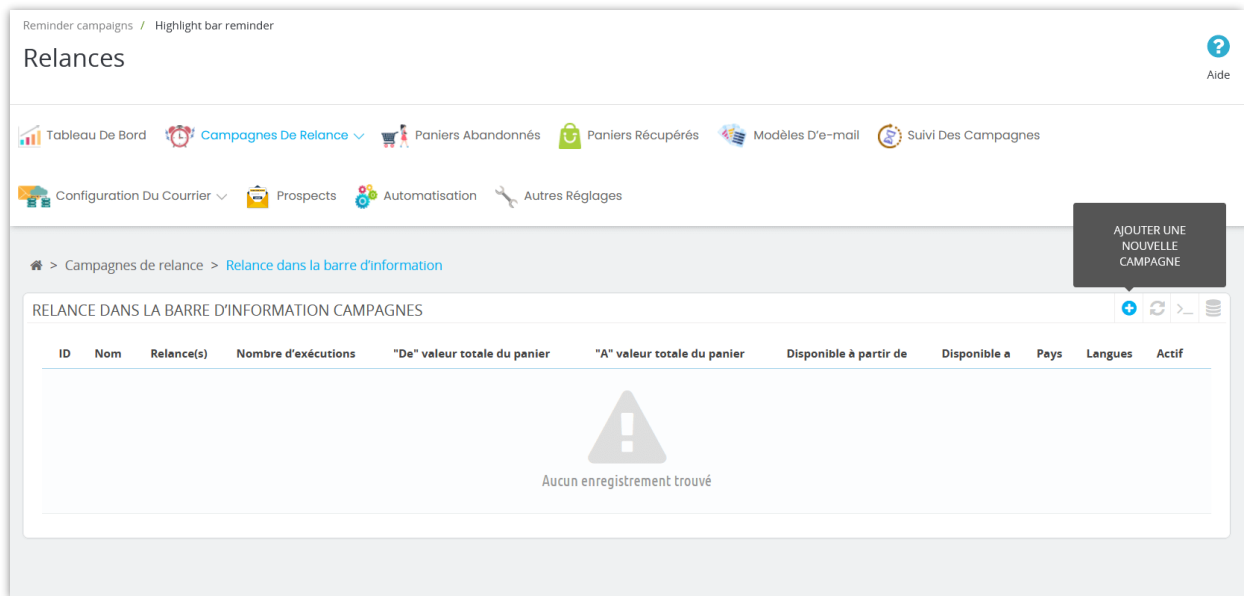 Reminder campaigns / Highlight bar reminder
Relances
Aide
Tableau De Bord Campagnes De Relance Paniers Abandonnés Paniers Récupérés Modèles D'e-mail Suivi Des Campagnes
Configuration Du Courrier Prospects Automatisation Autres Réglages
AJOUTER UNE
NOUVELLE
CAMPAGNE
> Campagnes de relance > Relance dans la barre d'information
RELANCE DANS LA BARRE D'INFORMATION CAMPAGNES
ID Nom Relance(s) Nombre d'exécutions "De" valeur totale du panier "A" valeur totale du panier Disponible à partir de Disponible a Pays Langues Actif
Aucun enregistrement trouvé